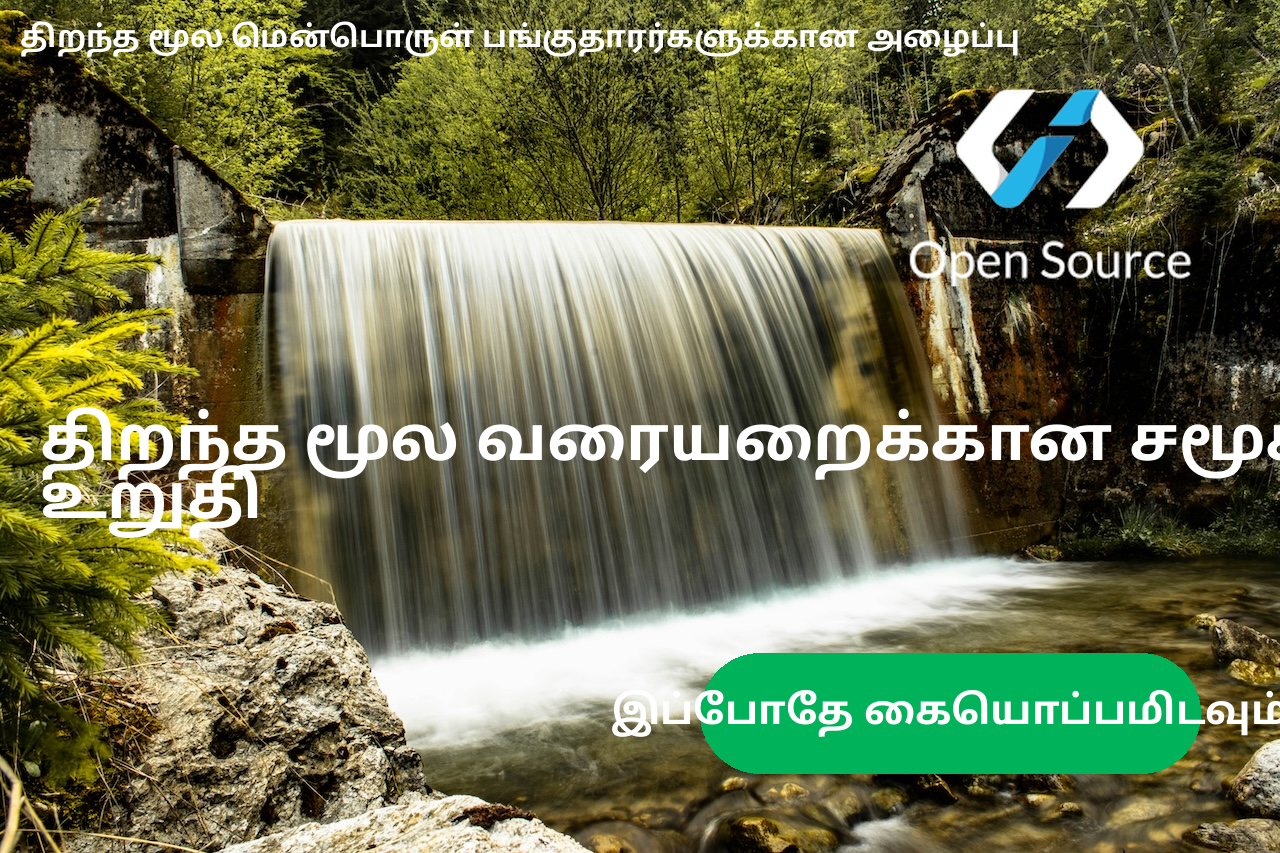 திறந்த மூல மென்பொருள் பங்குதாரர்களுக்கான அழைப்பு
Open Source
திறந்த மூல வரையறைக்கான
உறுதி
இப்போதே கையொப்பமிடவும்